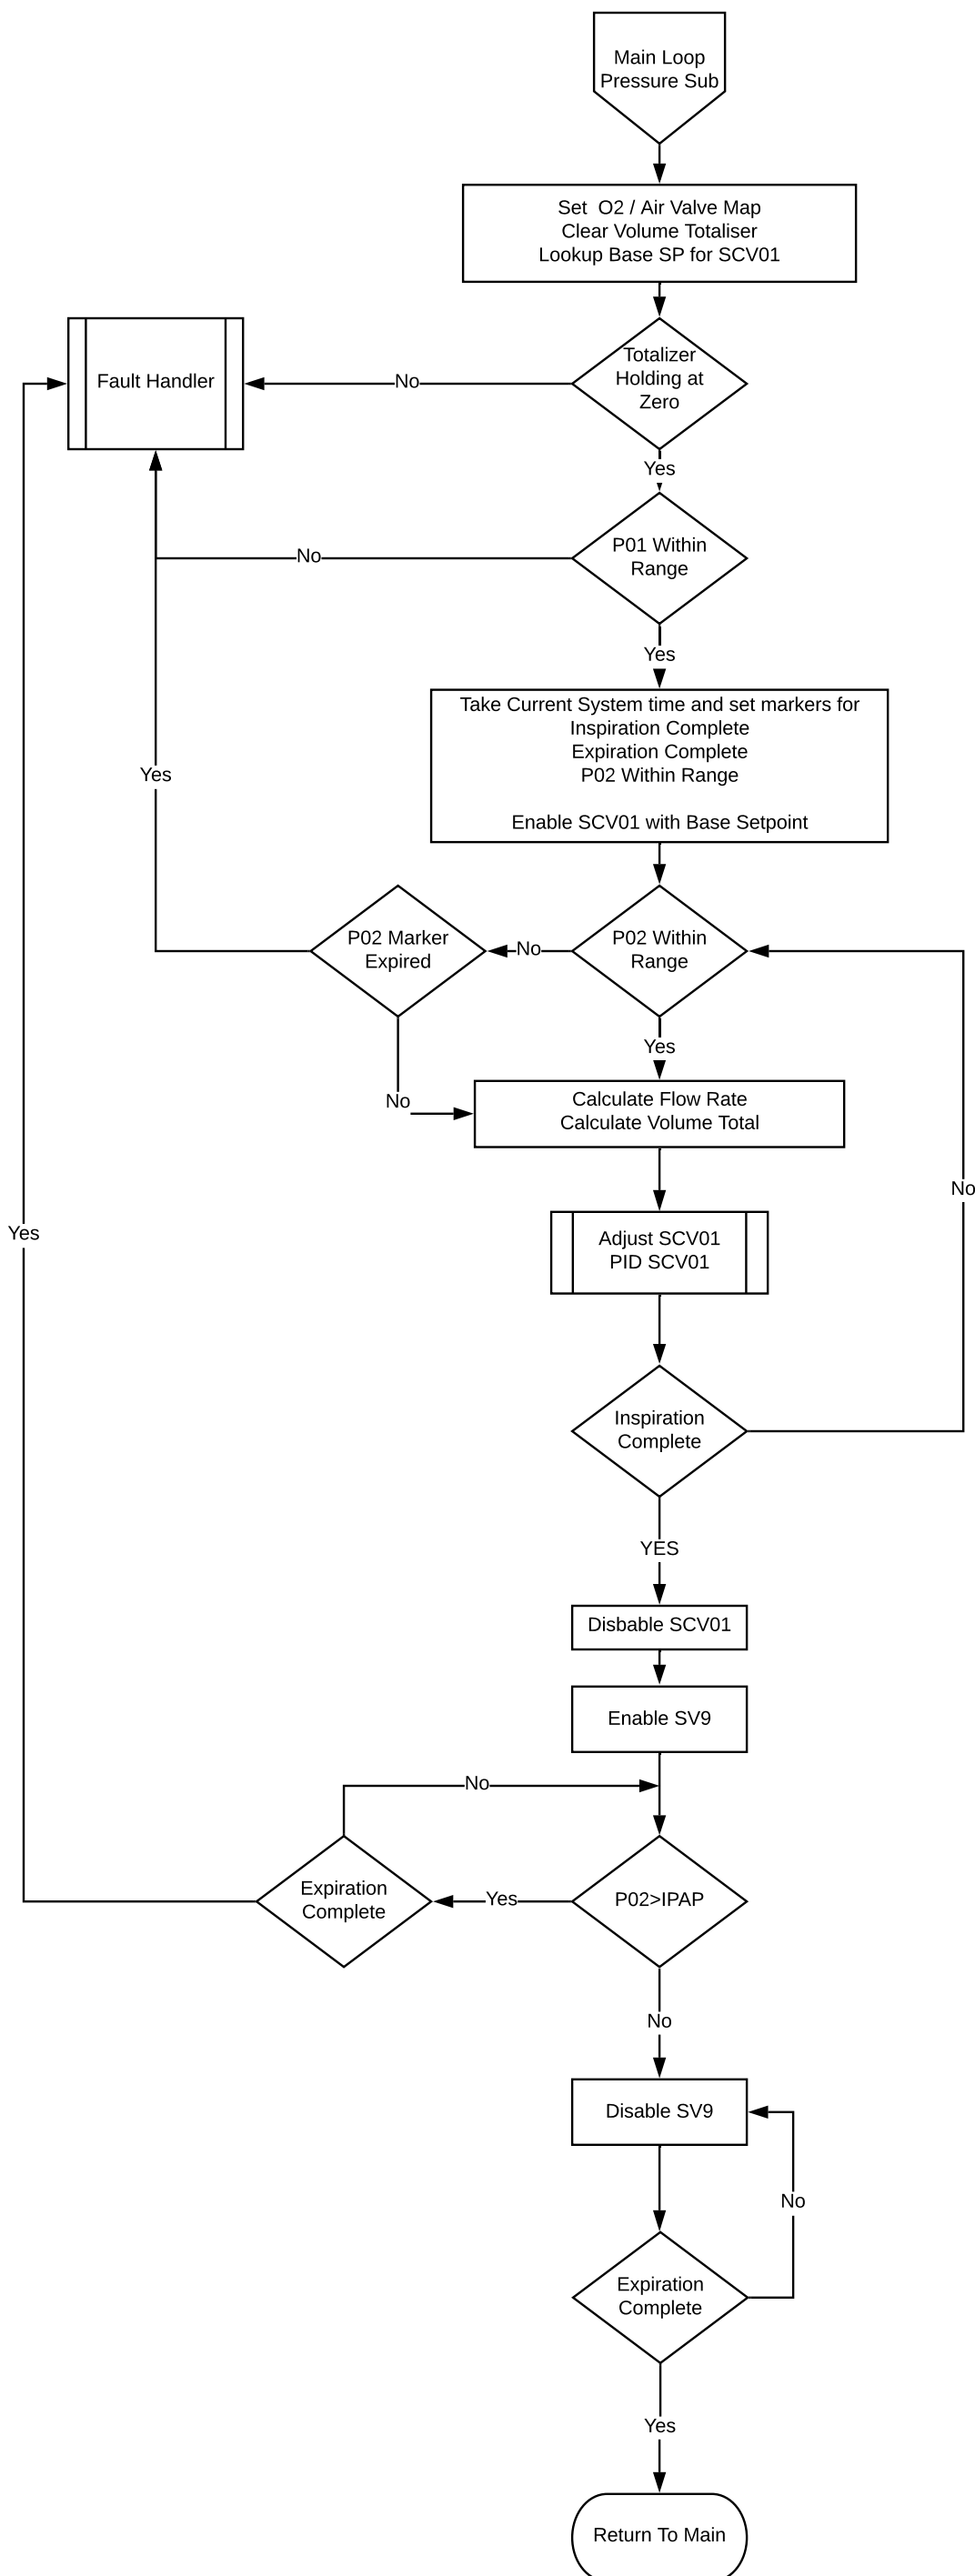 Main Loop
Pressure Sub
Set  O2 / Air Valve Map
Clear Volume Totaliser
Lookup Base SP for SCV01
Fault Handler
No
Totalizer
Holding at
Zero
Yes
No
P01 Within
Range
Yes
Take Current System time and set markers for
Inspiration Complete
Expiration Complete
P02 Within Range
Enable SCV01 with Base Setpoint
Yes
P02 Marker
Expired
No
P02 Within
Range
Yes
No
Calculate Flow Rate
Calculate Volume Total
No
Yes
Adjust SCV01
PID SCV01
Inspiration
Complete
YES
Disbable SCV01
Enable SV9
No
Expiration
Complete
Yes
P02>IPAP
No
Disable SV9
No
Expiration
Complete
Yes
Return To Main